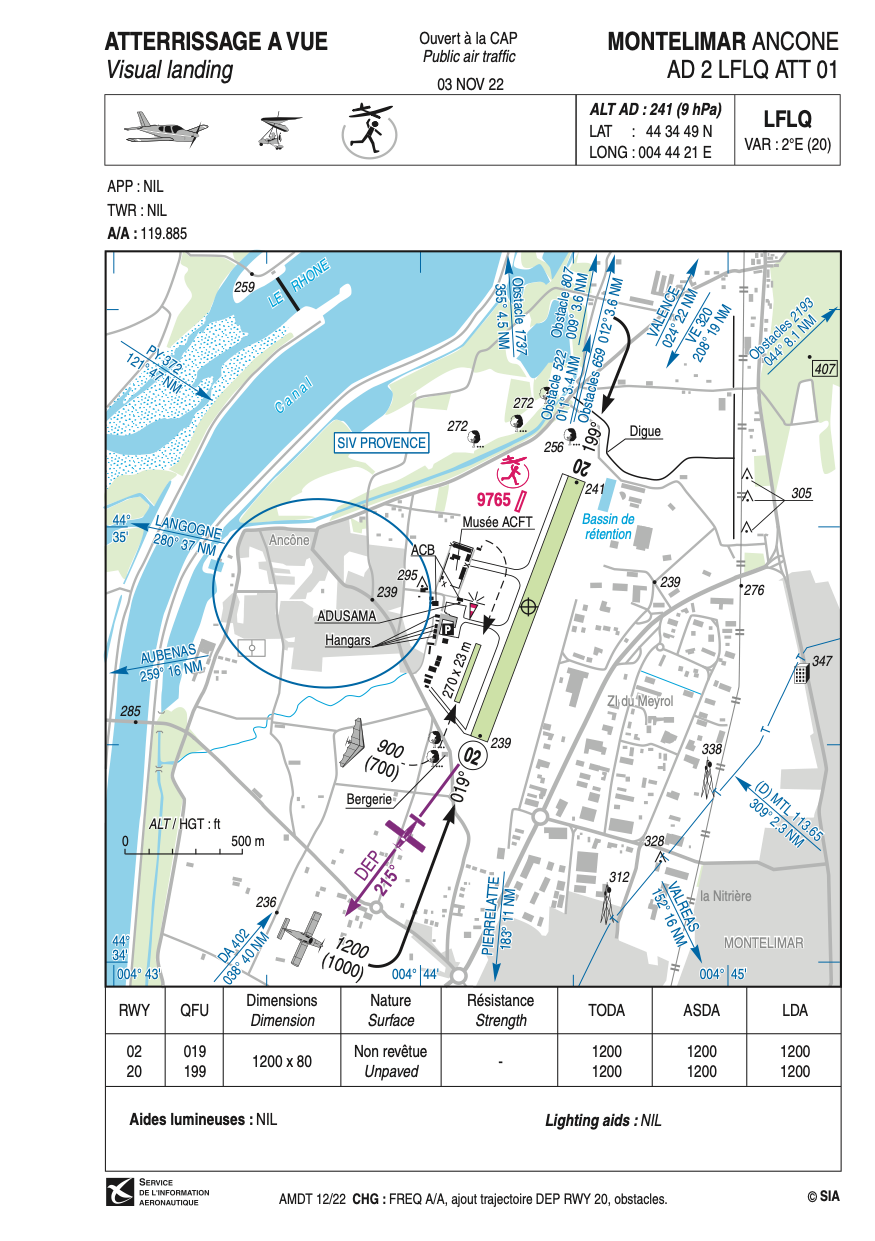 ATTERRISSAGE A VUE
Visual landing
Ouvert à la CAP
Public air traffic
03 NOV 22
MONTELIMAR ANCONE
AD 2 LFLQ ATT 01
ALT AD : 241 (9 hPa)
LAT : 44 34 49 N
LONG : 004 44 21 E
LFLQ
VAR : 2°E (20)
APP : NIL
TWR : NIL
A/A : 119.885
259
LE RHONE
Canal
PY 372
121° 47 NM
Obstacle 1737
355° 4.5 NM
Obstacle 807
009° 3.6 NM
Obstacle 522
011° 3.4 NM
Obstacles 659 012° 3.6 NM
VALENCE
024° 22 NM
VE 320
208° 19 NM
Obstacles 2193
044° 8.1 NM
407
272
272
256
199°
20
Digue
SIV PROVENCE
9765
Musée ACFT
241
Bassin de
rétention
305
44°
35'
LANGOGNE
280° 37 NM
Ancône
ACB
295
239
ADUSAMA
Hangars
P
270 x 23 m
239
276
AUBENAS
259° 16 NM
285
ZI du Meyrol
T
347
T
338
900
(700)
239
02
019°
Bergerie
ALT / HGT : ft
0
500 m
DEP
215°
(D) MTL 113.65
309° 2.3 NM
328
312
T
236
DA 402
038° 40 NM
1200
(1000)
PIERRELATTE
183° 11 NM
VALREAS
152° 16 NM
la Nitrière
MONTELIMAR
44°
34'
004° 43'
004° 44'
004° 45'
RWY
QFU
Dimensions
Dimension
Nature
Surface
Résistance
Strength
TODA
ASDA
LDA
02
20
019
199
1200 x 80
Non revêtue
Unpaved
-
1200
1200
1200
1200
1200
1200
Aides lumineuses : NIL
Lighting aids : NIL
SERVICE
DE L'INFORMATION
AERONAUTIQUE
AMDT 12/22 CHG : FREQ A/A, ajout trajectoire DEP RWY 20, obstacles.
© SIA